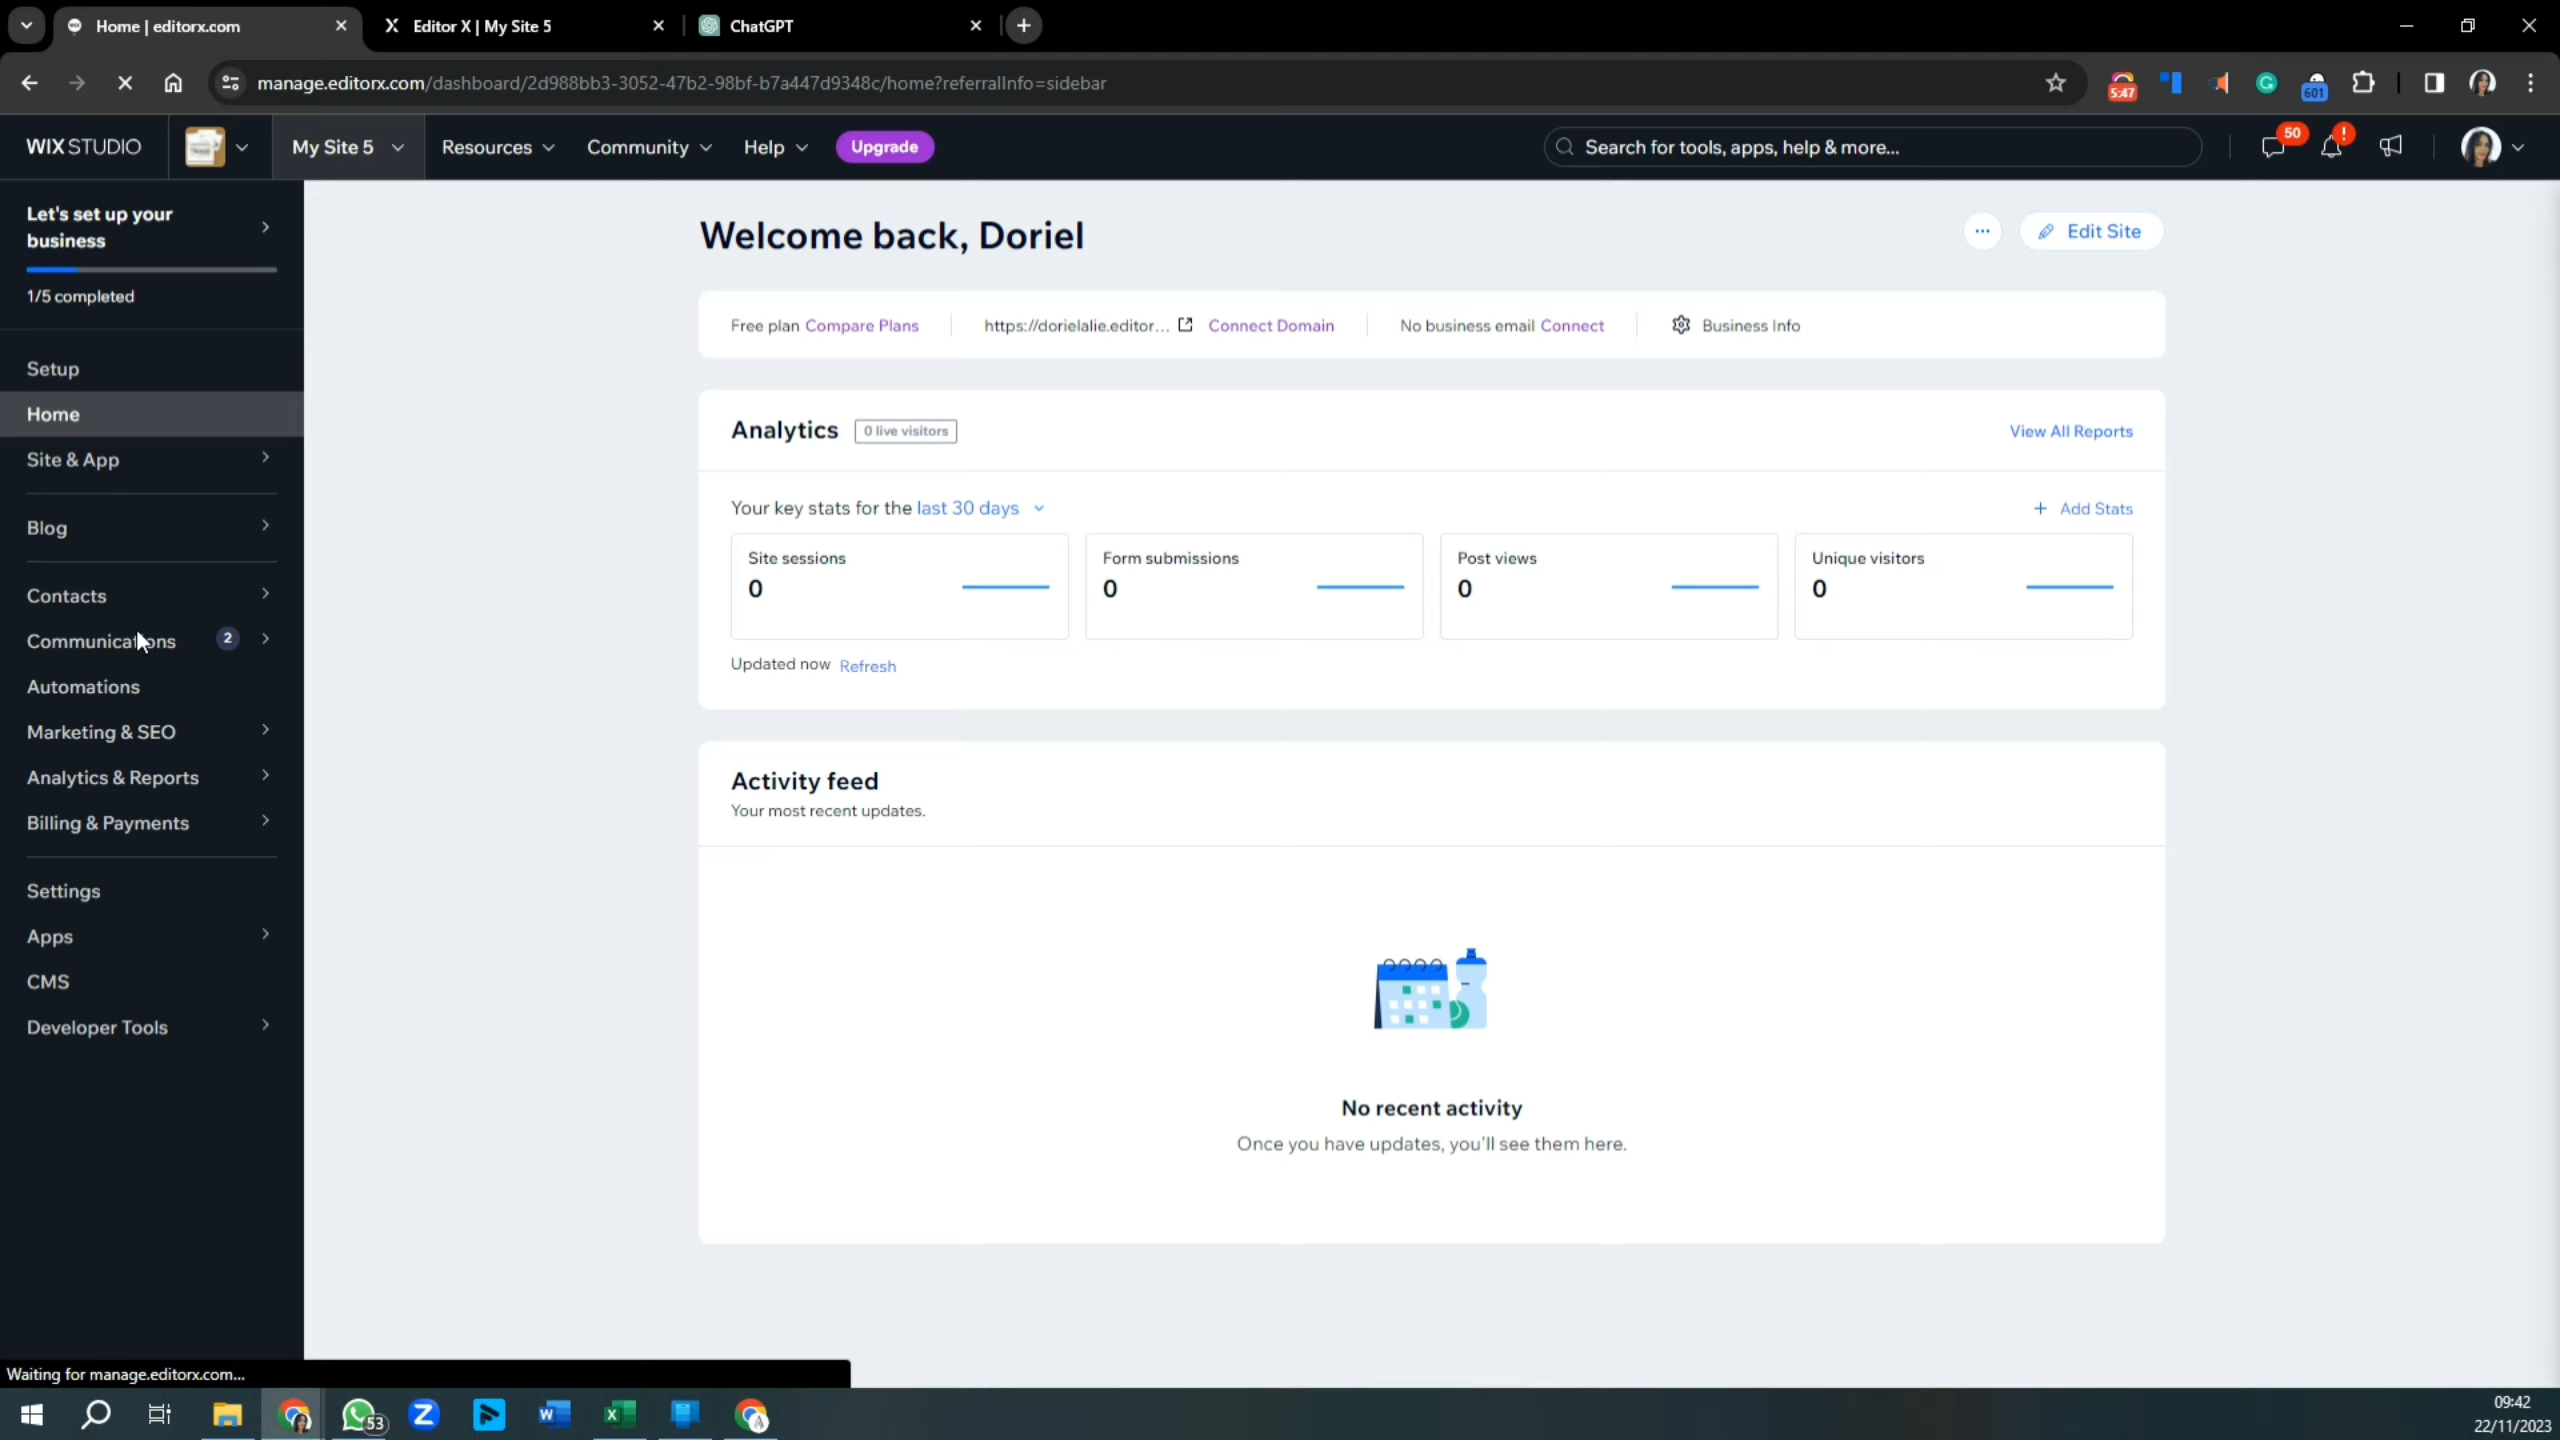 Home | editorx.com
Editor X | My Site 5
ChatGPT
manage.editorx.com/dashboard/2d988bb3-3052-47b2-98bf-b7a447d9348c/home?referralInfo=sidebar
5:47
601
WIX STUDIO
My Site 5
Resources
Community
Help
Upgrade
Search for tools, apps, help & more...
50
!
Let's set up your
business
1/5 completed
Setup
Home
Site & App
Blog
Contacts
Communications
2
Automations
Marketing & SEO
Analytics & Reports
Billing & Payments
Settings
Apps
CMS
Developer Tools
Welcome back, Doriel
Edit Site
Free plan Compare Plans
https://dorielalie.editor... Connect Domain
No business email Connect
Business Info
Analytics 0 live visitors
View All Reports
Your key stats for the last 30 days
+ Add Stats
Site sessions
0
Form submissions
0
Post views
0
Unique visitors
0
Updated now Refresh
Activity feed
Your most recent updates.
No recent activity
Once you have updates, you'll see them here.
Waiting for manage.editorx.com...
53
09:42
22/11/2023